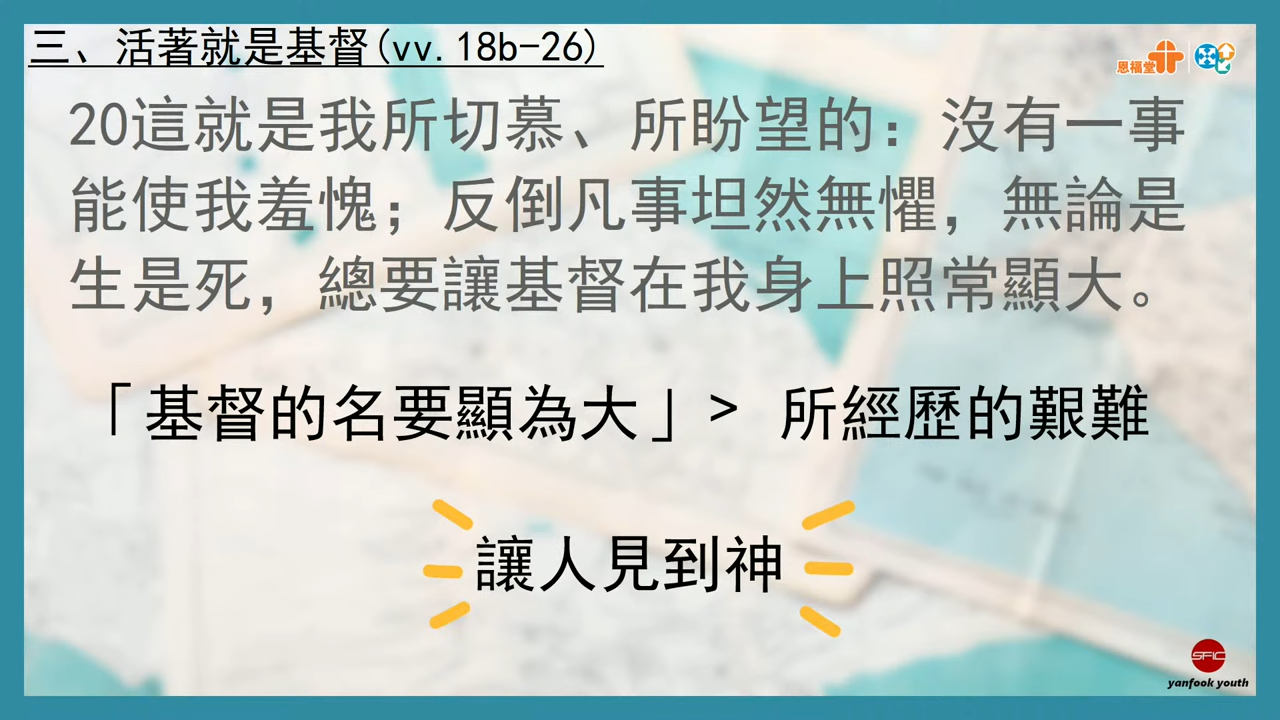 三、活著就是基督(vv.18b-26)
恩福堂
20這就是我所切慕、所盼望的：沒有一事
能使我羞愧；反倒凡事坦然無懼，無論是
生是死，總要讓基督在我身上照常顯大。
「基督的名要顯為大」> 所經歷的艱難
讓人見到神
SFIC
yanfook youth